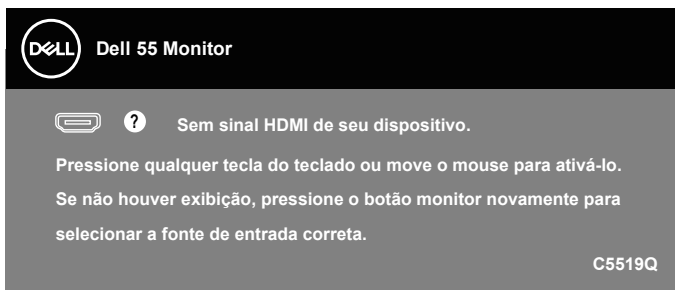 DELL Dell 55 Monitor
? Sem sinal HDMI de seu dispositivo.
Pressione qualquer tecla do teclado ou move o mouse para ativá-lo.
Se não houver exibição, pressione o botão monitor novamente para
selecionar a fonte de entrada correta.
C5519Q